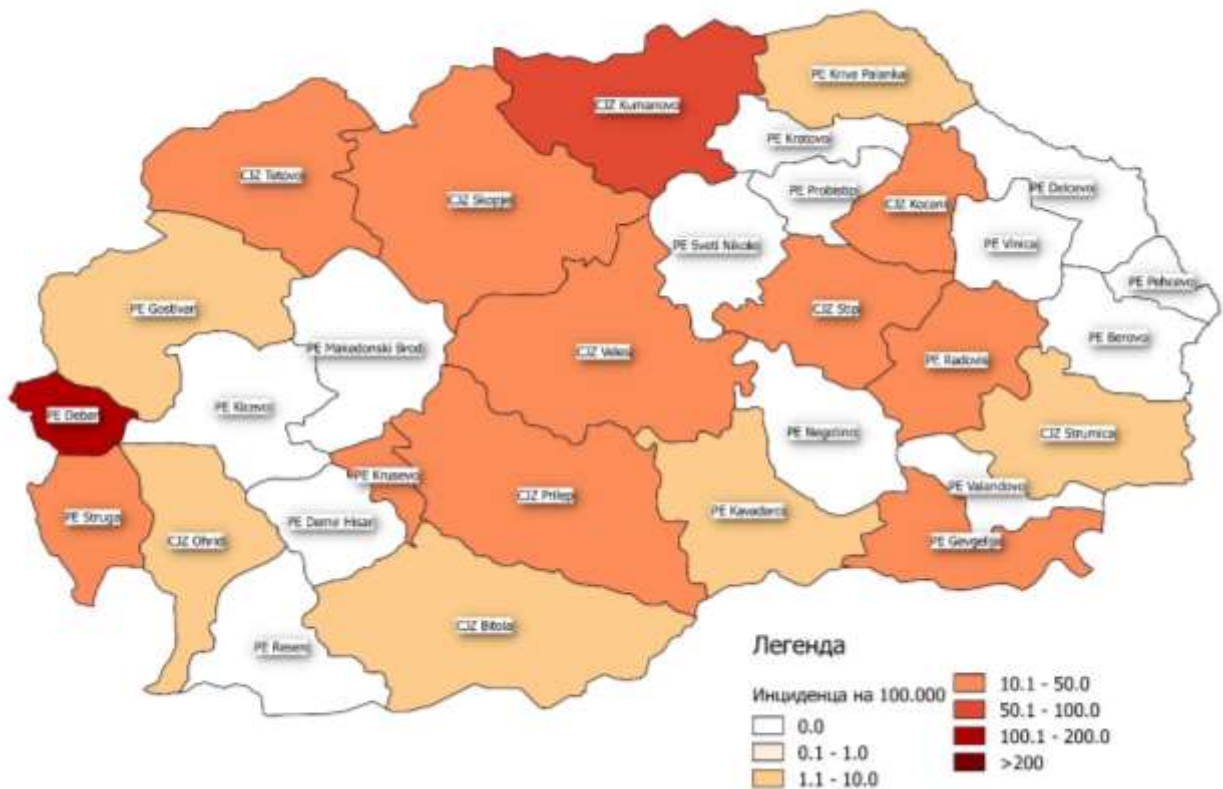 PE Kriva Palanka
CJZ Kumanovo
PE Kratovo
CJZ Tetovo
PE Probistip
PE Delcevo
CJZ Skopje
CJZ Kocani
PE Sveti Nikole
PE Vinica
PE Pehcevo
PE Gostivar
CJZ Stip
PE Berovo
PE Makedonski Brod
CJZ Veles
PE Radovis
PE Kicevo
PE Debar
PE Negotino
CJZ Strumica
PE Krusevo
CJZ Prilep
PE Valandovo
PE Kavadarci
PE Struga
PE Demir Hisar
CJZ Ohrid
PE Gevgelija
CJZ Bitola
PE Resen
Легенда
Инциденца на 100.000
0.0
0.1 - 1.0
1.1 - 10.0
10.1 - 50.0
50.1 - 100.0
100.1 - 200.0
>200